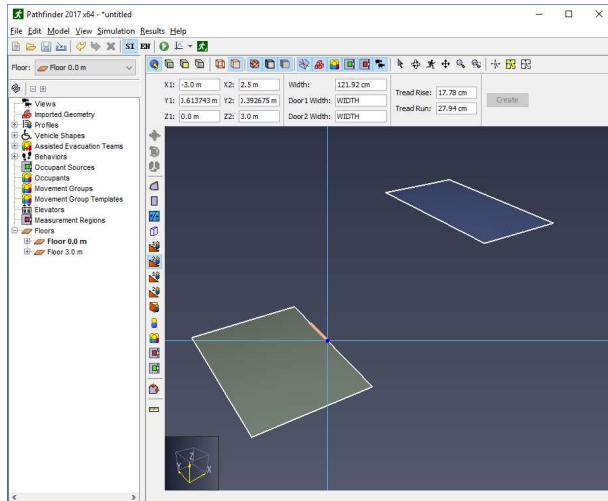 Pathfinder 2017 x64 - *untitled
File Edit Model View Simulation Results Help
SI EN
Floor: Floor 0.0 m
X1: -3.0 m X2: 2.5 m Width: 121.92 cm Tread Rise: 17.78 cm
Y1: ).613743 m Y2: ).392675 m Door1 Width: WIDTH Tread Run: 27.94 cm Create
Z1: 0.0 m Z2: 3.0 m Door2 Width: WIDTH
Views
Imported Geometry
Profiles
Vehicle Shapes
Assisted Evacuation Teams
Behaviors
Occupant Sources
Occupants
Movement Groups
Movement Group Templates
Elevators
Measurement Regions
Floors
Floor 0.0 m
Floor 3.0 m
Z
Y X